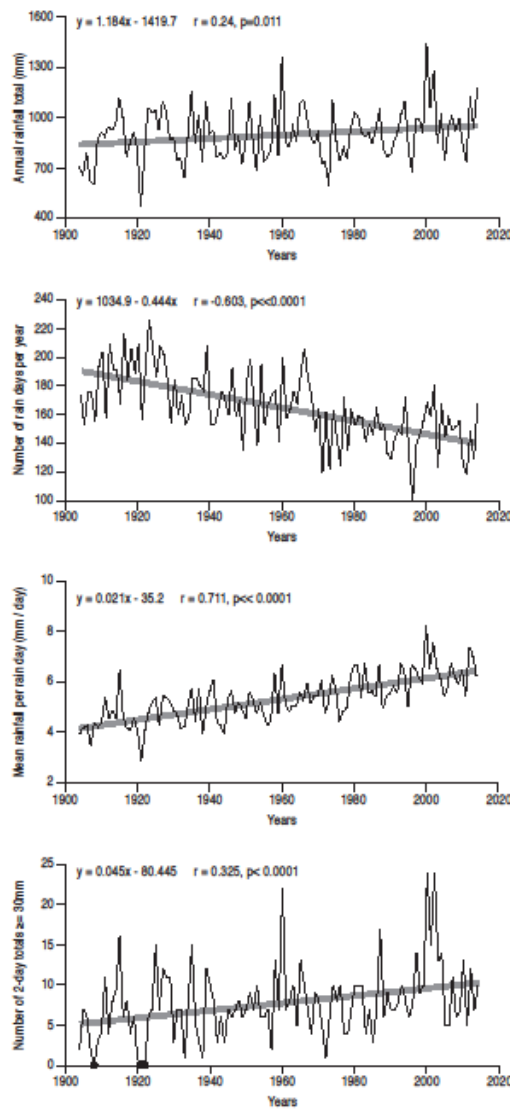 y = 1.184x - 1419.7 r = 0.24, p=0.011
Annual rainfall total (mm)
1600
1300
1000
700
400
1900 1920 1940 1960 1980 2000 2020
Years
y = 1034.9 - 0.444x r = -0.603, p<<0.0001
Number of rain days per year
240
220
200
180
160
140
120
100
1900 1920 1940 1960 1980 2000 2020
Years
y = 0.021x - 35.2 r = 0.711, p<< 0.0001
Mean rainfall per rain day (mm / day)
10
8
6
4
2
1900 1920 1940 1960 1980 2000 2020
Years
y = 0.045x - 80.445 r = 0.325, p< 0.0001
Number of 2-day totals >= 30mm
25
20
15
10
5
0
1900 1920 1940 1960 1980 2000 2020
Years